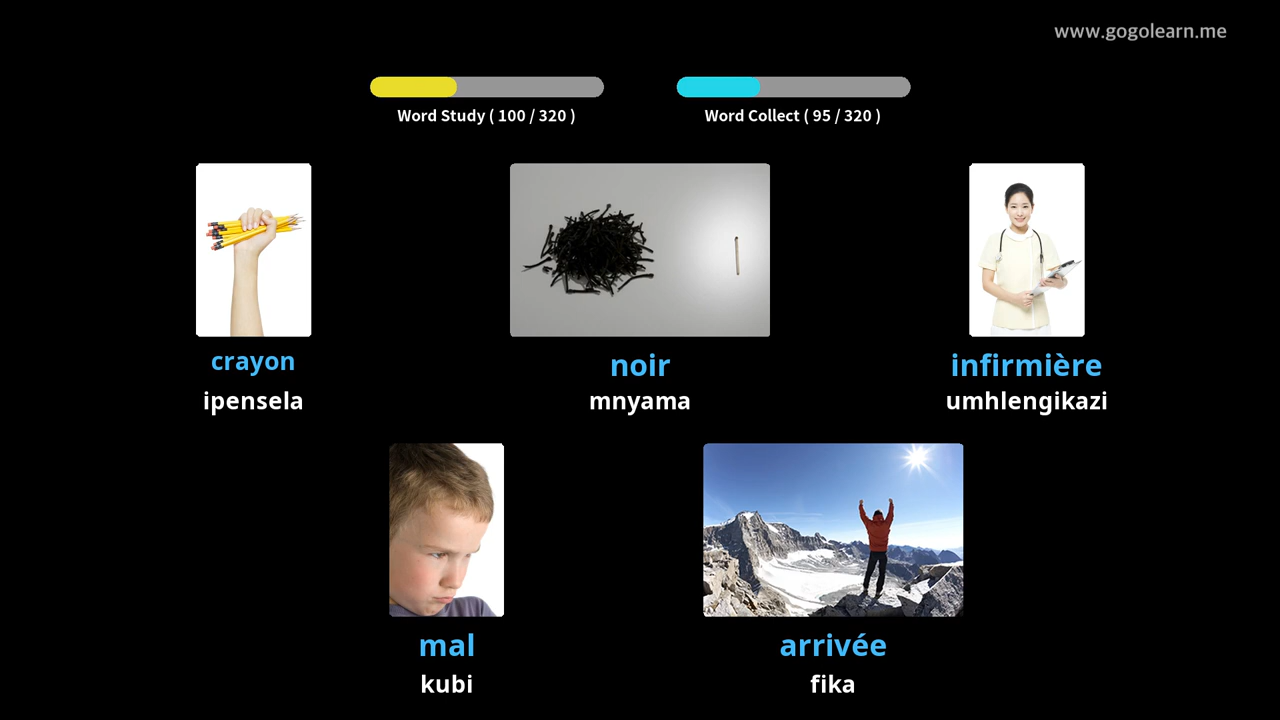 www.gogolearn.me
Word Study ( 100 / 320 )
Word Collect ( 95 / 320 )
crayon
ipensela
noir
mnyama
infirmière
umhlengikazi
mal
kubi
arrivée
fika